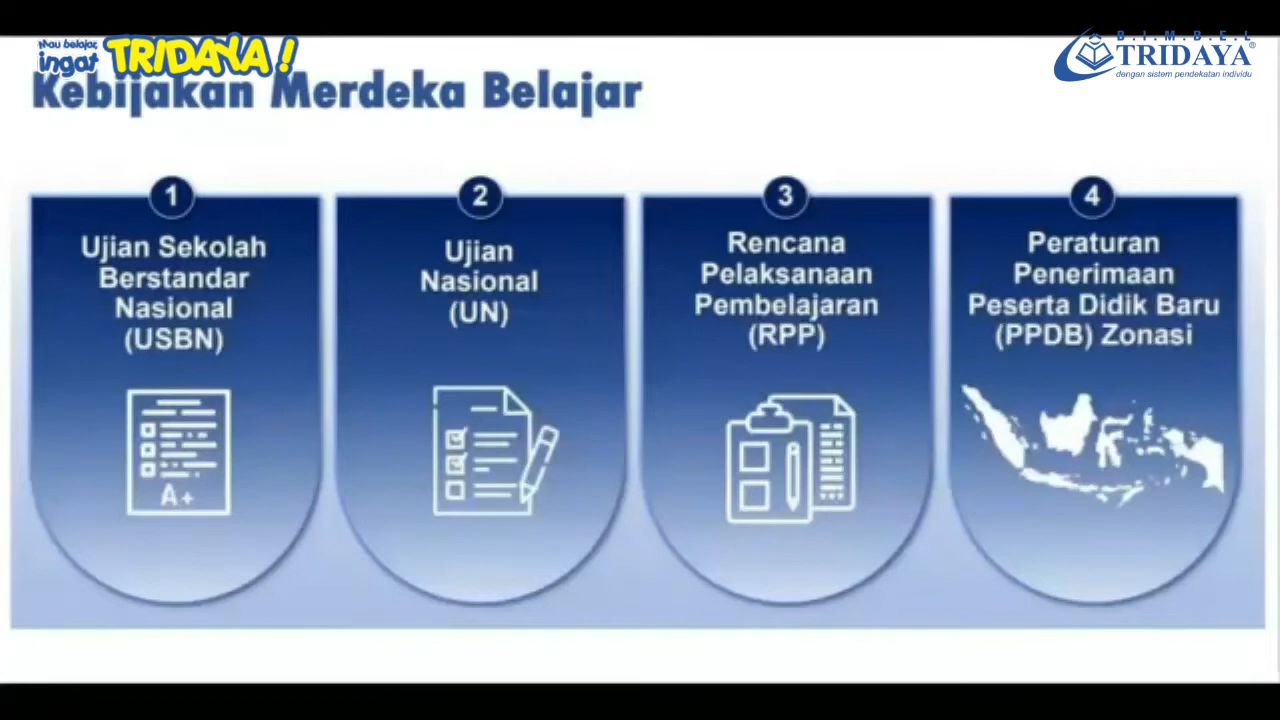 Mau belajar,
ingat TRIDAYA !
B.I.M.B.E.L
TRIDAYA®
dengan sistem pendekatan individu
Kebijakan Merdeka Belajar
1
Ujian Sekolah
Berstandar
Nasional
(USBN)
A+
2
Ujian
Nasional
(UN)
3
Rencana
Pelaksanaan
Pembelajaran
(RPP)
4
Peraturan
Penerimaan
Peserta Didik Baru
(PPDB) Zonasi